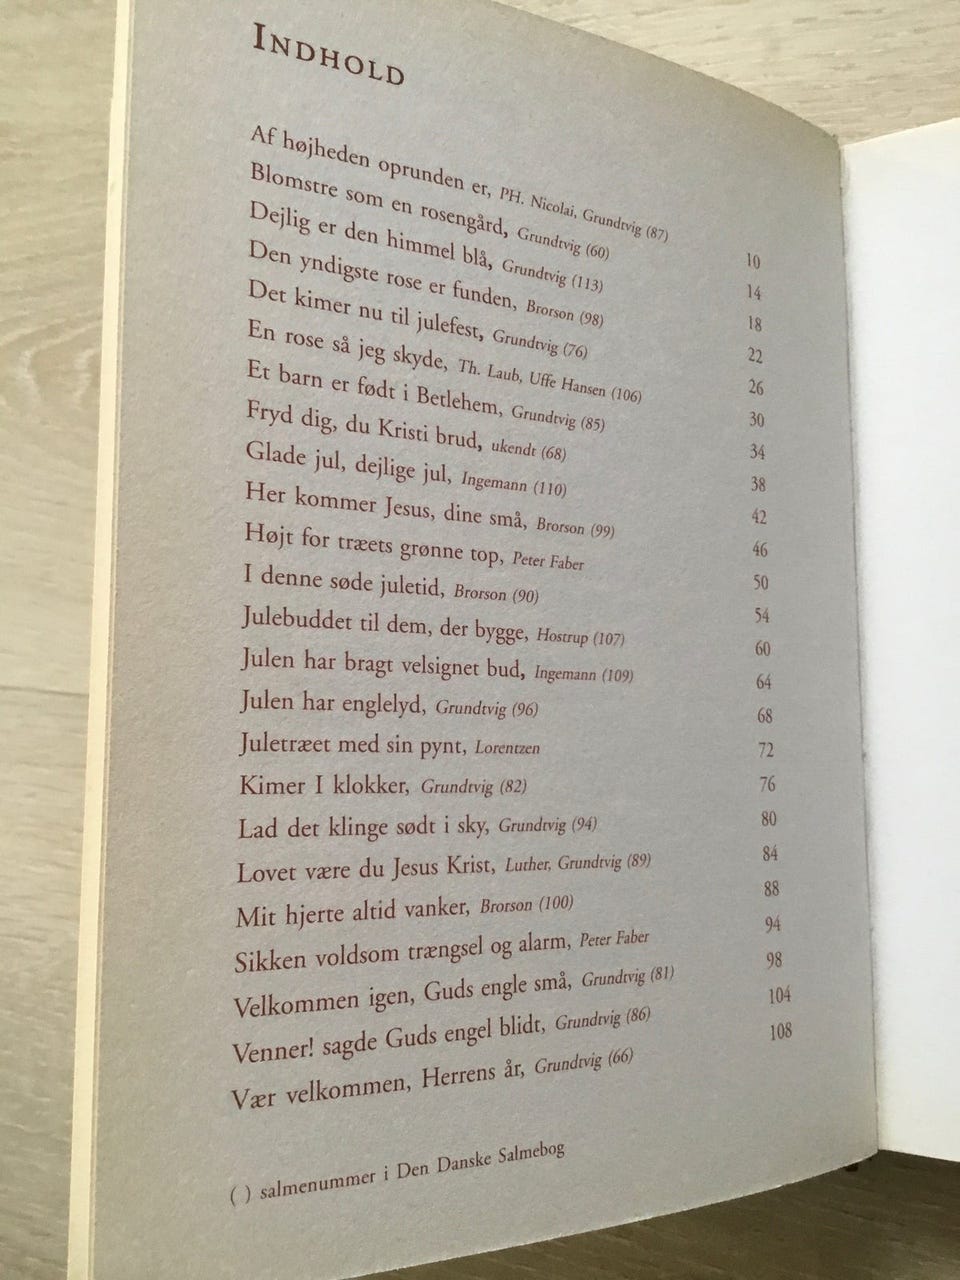 INDHOLD
Af højheden oprunden er, PH. Nicolai, Grundtvig (87) 10
Blomstre som en rosengård, Grundtvig (60) 14
Dejlig er den himmel blå, Grundtvig (113) 18
Den yndigste rose er funden, Brorson (98) 22
Det kimer nu til julefest, Grundtvig (76) 26
En rose så jeg skyde, Th. Laub, Uffe Hansen (106) 30
Et barn er født i Betlehem, Grundtvig (85) 34
Fryd dig, du Kristi brud, ukendt (68) 38
Glade jul, dejlige jul, Ingemann (110) 42
Her kommer Jesus, dine små, Brorson (99) 46
Højt for træets grønne top, Peter Faber 50
I denne søde juletid, Brorson (90) 54
Julebuddet til dem, der bygge, Hostrup (107) 60
Julen har bragt velsignet bud, Ingemann (109) 64
Julen har englelyd, Grundtvig (96) 68
Juletræet med sin pynt, Lorentzen 72
Kimer I klokker, Grundtvig (82) 76
Lad det klinge sødt i sky, Grundtvig (94) 80
Lovet være du Jesus Krist, Luther, Grundtvig (89) 84
Mit hjerte altid vanker, Brorson (100) 88
Sikken voldsom trængsel og alarm, Peter Faber 94
Velkommen igen, Guds engle små, Grundtvig (81) 98
Venner! sagde Guds engel blidt, Grundtvig (86) 104
Vær velkommen, Herrens år, Grundtvig (66) 108
( ) salmenummer i Den Danske Salmebog